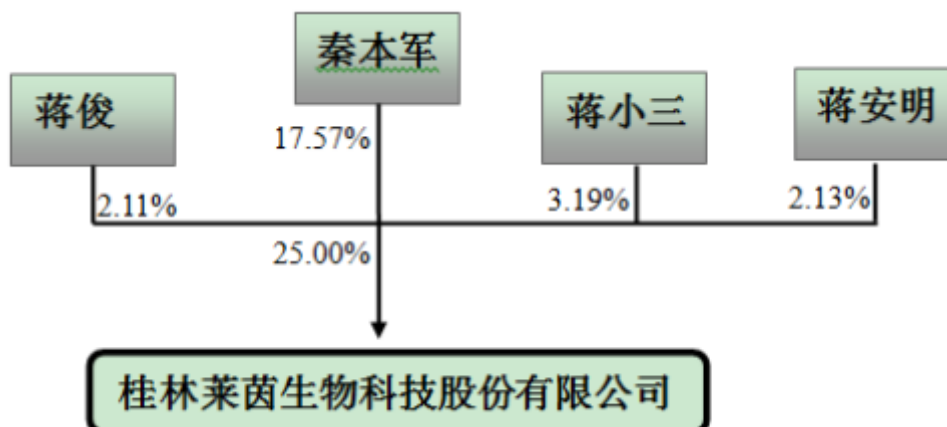 秦本军
蒋俊
蒋小三
蒋安明
17.57%
2.11%
3.19%
2.13%
25.00%
桂林莱茵生物科技股份有限公司